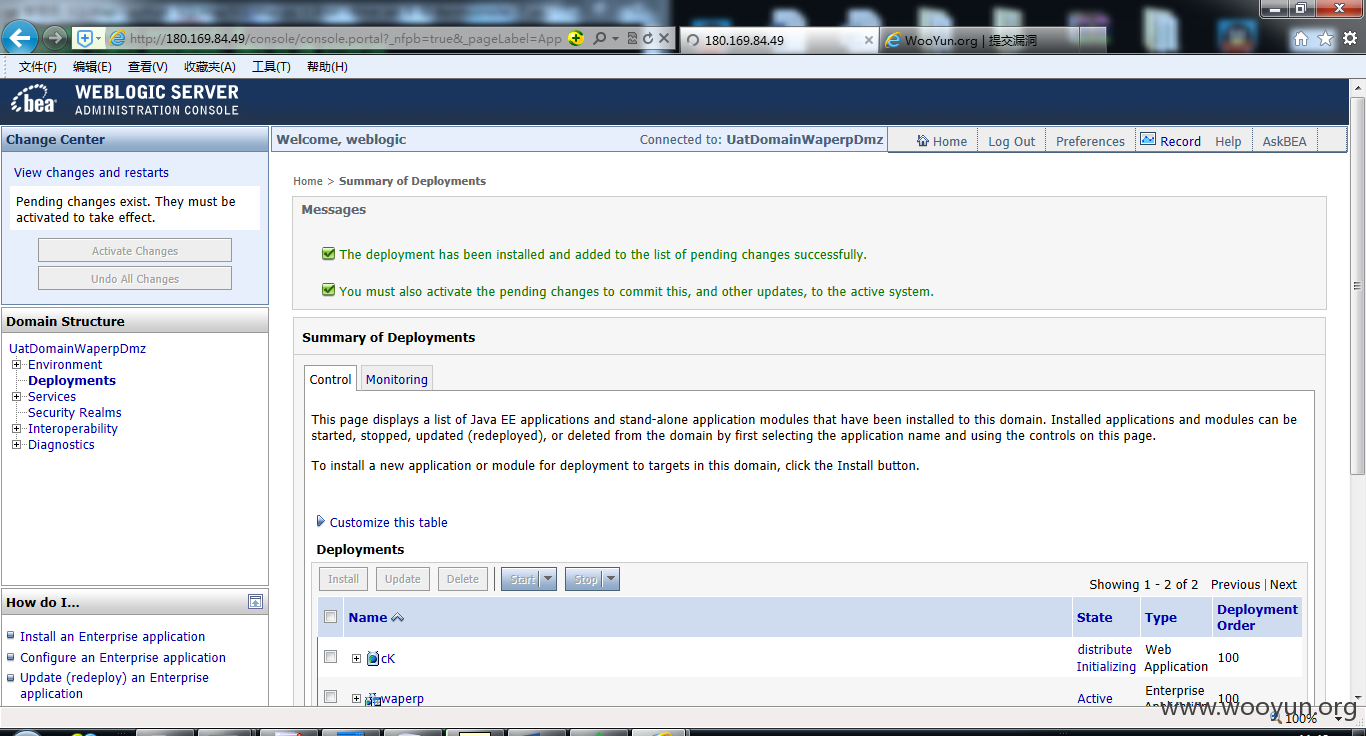 http://180.169.84.49/console/console.portal?_nfpb=true&_pageLabel=App
180.169.84.49
WooYun.org | 提交漏洞
文件(F) 编辑(E) 查看(V) 收藏夹(A) 工具(T) 帮助(H)
bea
WEBLOGIC SERVER
ADMINISTRATION CONSOLE
Change Center
View changes and restarts
Pending changes exist. They must be
activated to take effect.
Activate Changes
Undo All Changes
Domain Structure
UatDomainWaperpDmz
Environment
Deployments
Services
Security Realms
Interoperability
Diagnostics
How do I...
Install an Enterprise application
Configure an Enterprise application
Update (redeploy) an Enterprise
application
Welcome, weblogic
Connected to: UatDomainWaperpDmz
Home Log Out Preferences Record Help AskBEA
Home > Summary of Deployments
Messages
The deployment has been installed and added to the list of pending changes successfully.
You must also activate the pending changes to commit this, and other updates, to the active system.
Summary of Deployments
Control Monitoring
This page displays a list of Java EE applications and stand-alone application modules that have been installed to this domain. Installed applications and modules can be
started, stopped, updated (redeployed), or deleted from the domain by first selecting the application name and using the controls on this page.
To install a new application or module for deployment to targets in this domain, click the Install button.
Customize this table
Deployments
Install Update Delete Start Stop
Showing 1 - 2 of 2 Previous | Next
Name State Type Deployment
Order
cK distribute
Initializing Web
Application 100
waperp Active Enterprise
Application 100
www.wooyun.org
100%